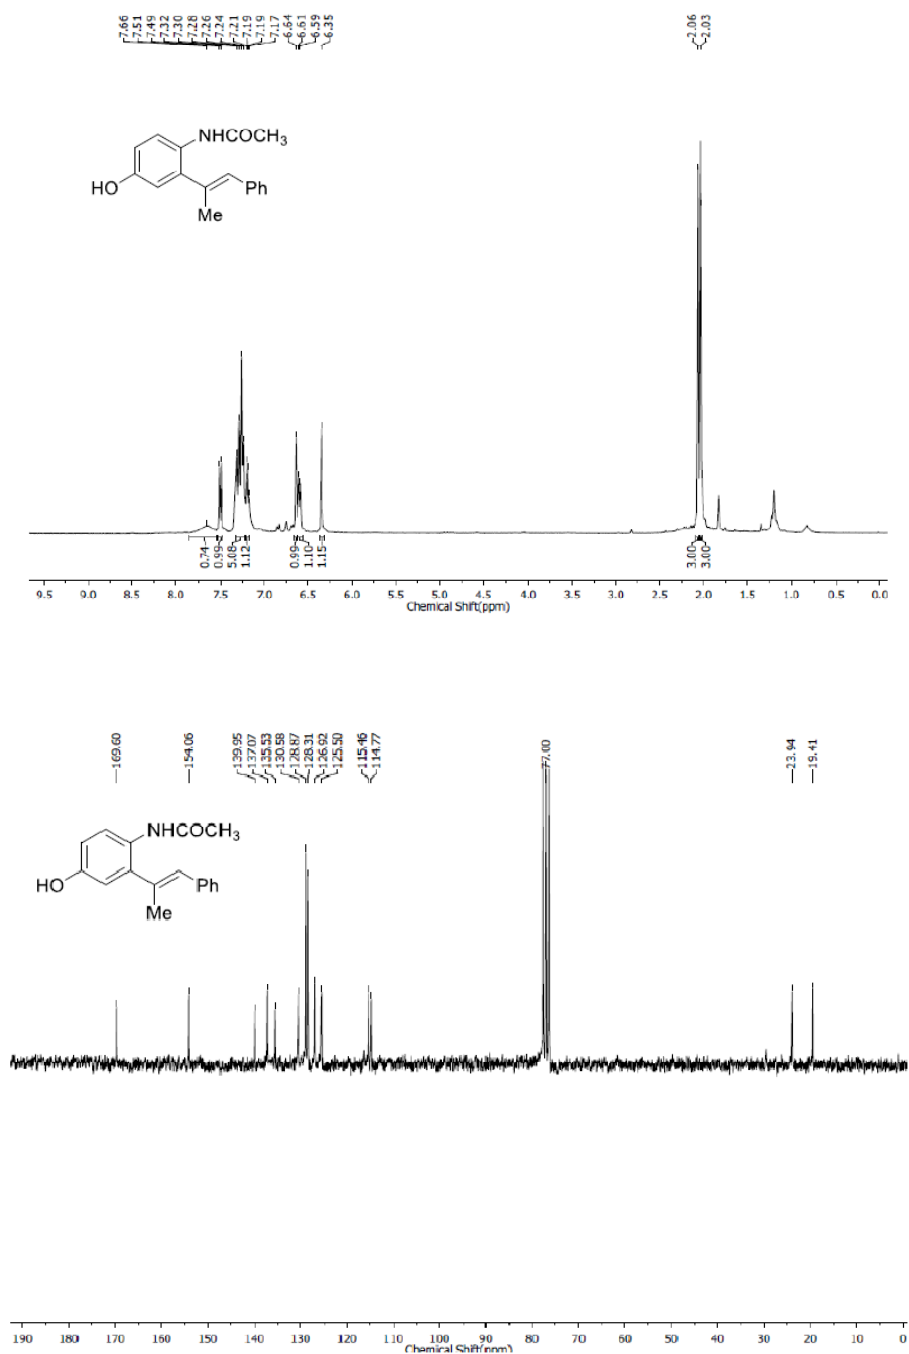 7.66 7.51 7.49 7.32 7.30 7.28 7.26 7.24 7.21 7.19 7.19 7.17 6.64 6.61 6.59 6.35 2.06 2.03
NHCOCH3
HO
Ph
Me
0.74 0.99 5.08 1.12 0.99 1.10 1.15 3.00 3.00
9.5 9.0 8.5 8.0 7.5 7.0 6.5 6.0 5.5 5.0 4.5 4.0 3.5 3.0 2.5 2.0 1.5 1.0 0.5 0.0
Chemical Shift(ppm)
169.60 154.06 139.95 137.07 135.53 130.58 128.87 128.31 126.92 125.50 115.46 114.77 77.00 23.94 19.41
NHCOCH3
HO
Ph
Me
190 180 170 160 150 140 130 120 110 100 90 80 70 60 50 40 30 20 10 0
Chemical Shift(ppm)